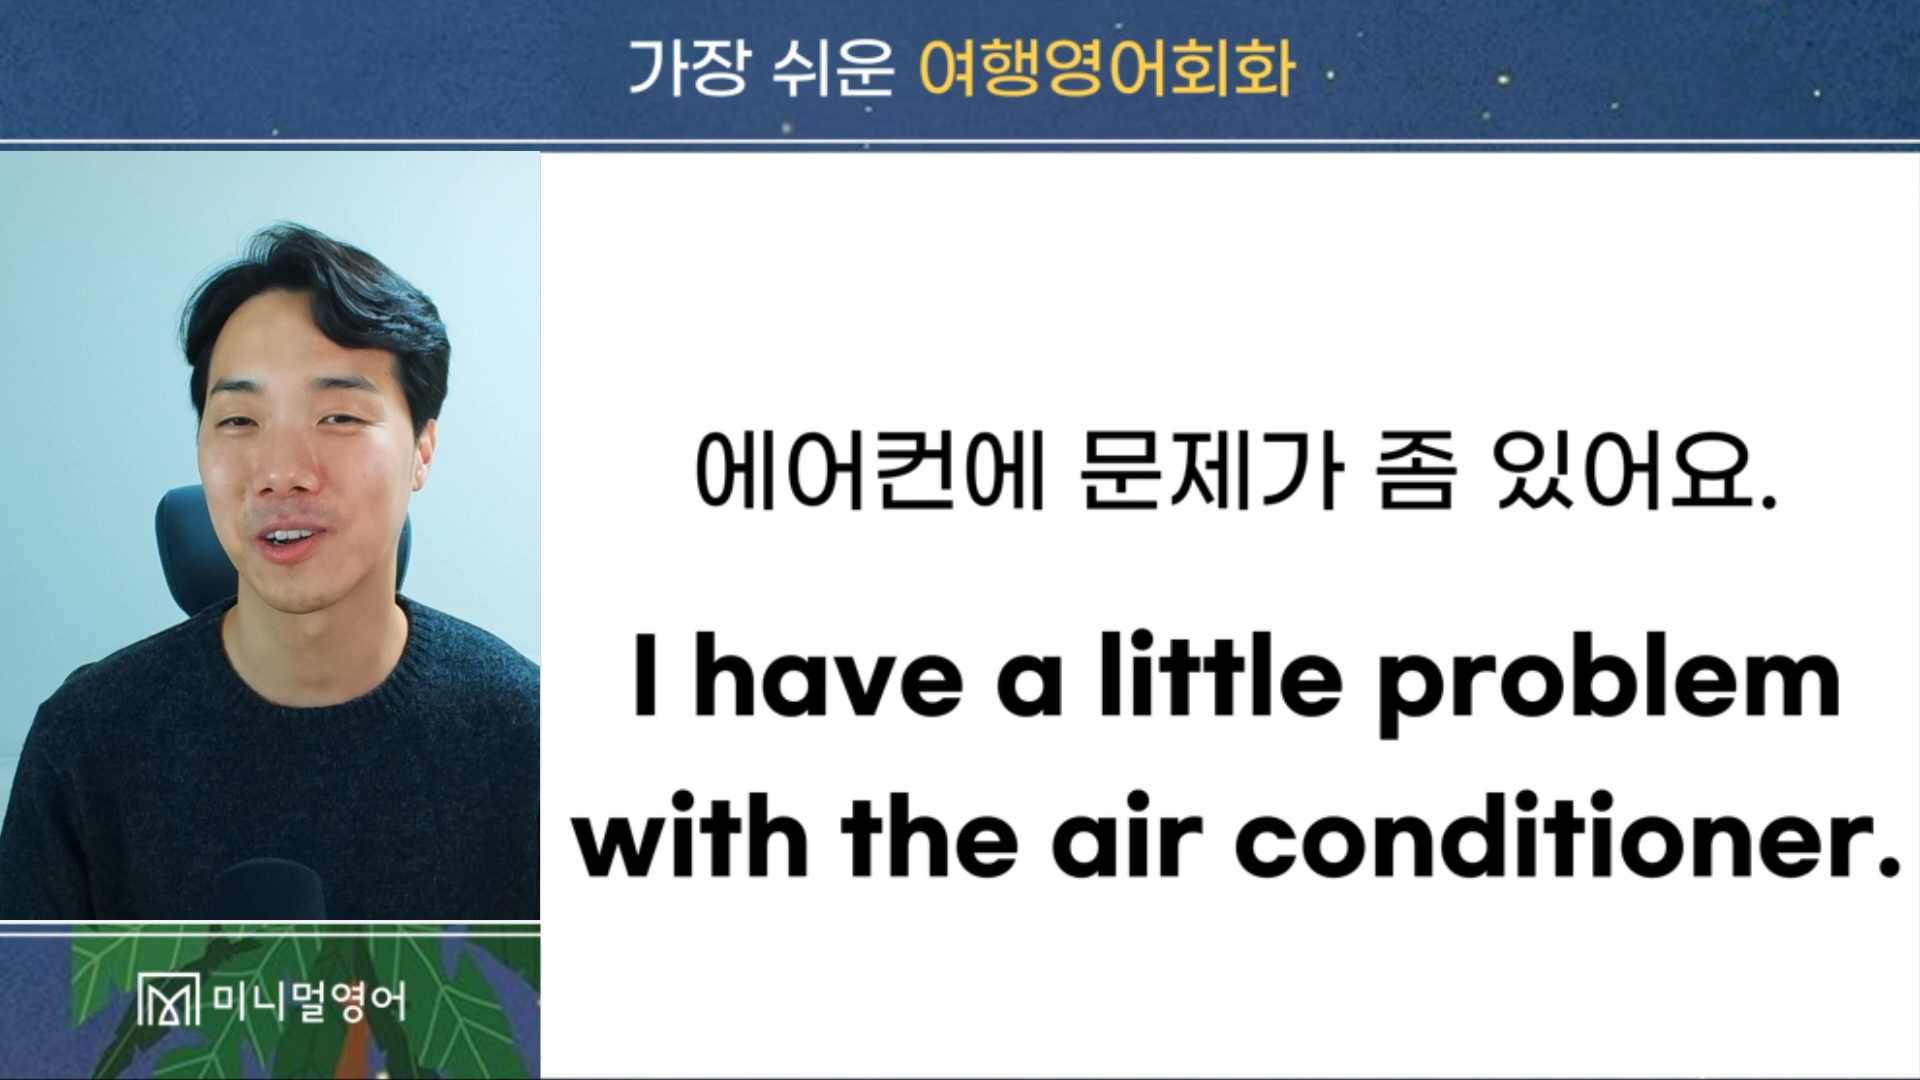 가장 쉬운 여행영어회화
에어컨에 문제가 좀 있어요.
I have a little problem
with the air conditioner.
미니멀영어